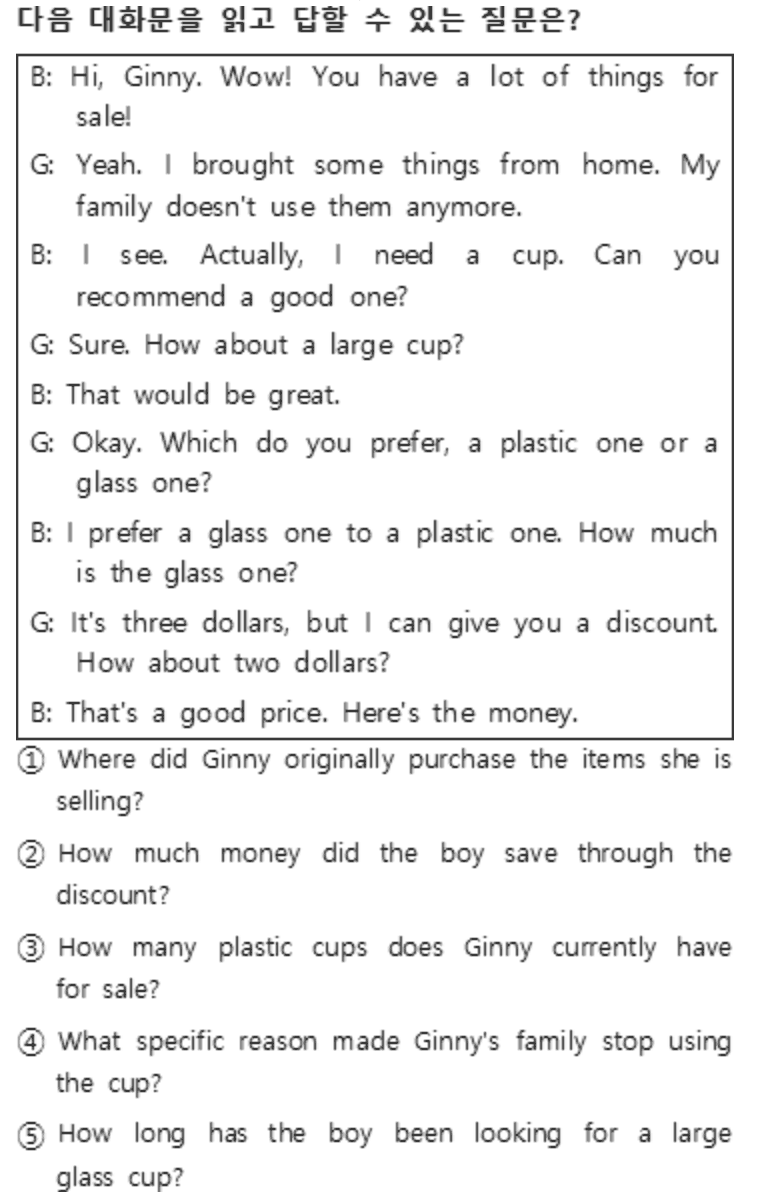 다음 대화문을 읽고 답할 수 있는 질문은?
B: Hi, Ginny. Wow! You have a lot of things for
sale!
G: Yeah. I brought some things from home. My
family doesn't use them anymore.
B: I see. Actually, I need a cup. Can you
recommend a good one?
G: Sure. How about a large cup?
B: That would be great.
G: Okay. Which do you prefer, a plastic one or a
glass one?
B: I prefer a glass one to a plastic one. How much
is the glass one?
G: It's three dollars, but I can give you a discount.
How about two dollars?
B: That's a good price. Here's the money.
① Where did Ginny originally purchase the items she is
selling?
② How much money did the boy save through the
discount?
③ How many plastic cups does Ginny currently have
for sale?
④ What specific reason made Ginny's family stop using
the cup?
⑤ How long has the boy been looking for a large
glass cup?